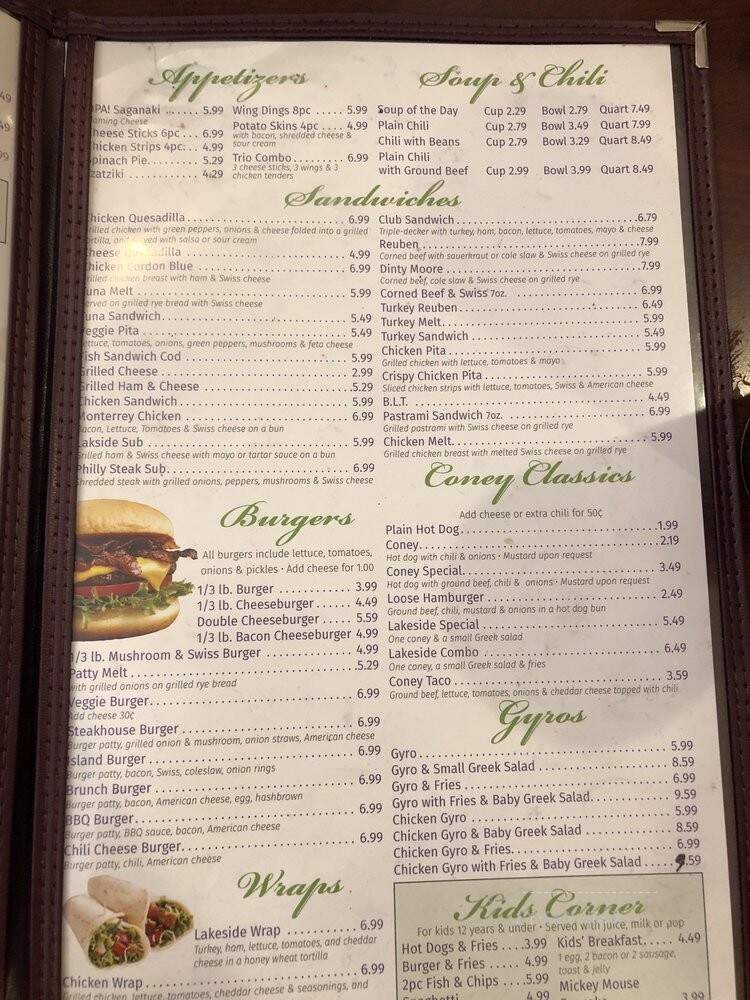 Appetizers
OPA! Saganaki ...... 5.99
Flaming Cheese
Cheese Sticks 6pc... 6.99
Chicken Strips 4pc.. 4.99
Spinach Pie......... 5.29
Tzatziki ........... 4.29
Wing Dings 8pc ..... 5.99
Potato Skins 4pc .... 4.99
with bacon, shredded cheese &
sour cream
Trio Combo.......... 6.99
3 cheese sticks, 3 wings & 3
chicken tenders
Soup & Chili
Soup of the Day Cup 2.29 Bowl 2.79 Quart 7.49
Plain Chili Cup 2.79 Bowl 3.49 Quart 7.99
Chili with Beans Cup 2.79 Bowl 3.29 Quart 8.49
Plain Chili
with Ground Beef Cup 2.99 Bowl 3.99 Quart 8.49
Sandwiches
Chicken Quesadilla.......................... 6.99
Grilled chicken with green peppers, onions & cheese folded into a grilled
tortilla, and served with salsa or sour cream
Cheese Quesadilla .......................... 4.99
Chicken Cordon Blue ........................ 6.99
Grilled chicken breast with ham & Swiss cheese
Tuna Melt .................................. 5.99
Served on grilled rye bread with Swiss cheese
Tuna Sandwich............................... 5.49
Veggie Pita ................................ 5.49
Lettuce, tomatoes, onions, green peppers, mushrooms & feta cheese
Fish Sandwich Cod .......................... 5.99
Grilled Cheese ............................. 2.99
Grilled Ham & Cheese ....................... 5.29
Chicken Sandwich ........................... 5.99
Monterrey Chicken .......................... 6.99
Bacon, Lettuce, Tomatoes & Swiss cheese on a bun
Lakside Sub ................................ 5.99
Grilled ham & Swiss cheese with mayo or tartar sauce on a bun
Philly Steak Sub............................ 6.99
Shredded steak with grilled onions, peppers, mushrooms & Swiss cheese
Club Sandwich ..............................6.79
Triple-decker with turkey, ham, bacon, lettuce, tomatoes, mayo & cheese
Reuben .....................................7.99
Corned beef with sauerkraut or cole slaw & Swiss cheese on grilled rye
Dinty Moore ................................7.99
Corned beef, cole slaw & Swiss cheese on grilled rye
Corned Beef & Swiss 7oz. ................... 6.99
Turkey Reuben............................... 6.49
Turkey Melt................................. 5.99
Turkey Sandwich ............................ 5.49
Chicken Pita ............................... 5.99
Grilled chicken with lettuce, tomatoes & mayo
Crispy Chicken Pita ........................ 5.99
Sliced chicken strips with lettuce, tomatoes, Swiss & American cheese
B.L.T. ..................................... 4.49
Pastrami Sandwich 7oz. ..................... 6.99
Grilled pastrami with Swiss cheese on grilled rye
Chicken Melt................................ 5.99
Grilled chicken breast with melted Swiss cheese on grilled rye
Burgers
All burgers include lettuce, tomatoes,
onions & pickles • Add cheese for 1.00
1/3 lb. Burger ............. 3.99
1/3 lb. Cheeseburger...... 4.49
Double Cheeseburger ..... 5.59
1/3 lb. Bacon Cheeseburger 4.99
1/3 lb. Mushroom & Swiss Burger ............ 4.99
Patty Melt .................................5.29
with grilled onions on grilled rye bread
Veggie Burger............................... 6.99
Add cheese 30¢
Steakhouse Burger .......................... 6.99
Burger patty, grilled onion & mushroom, onion straws, American cheese
Island Burger .............................. 6.99
Burger patty, bacon, Swiss, coleslaw, onion rings
Brunch Burger .............................. 6.99
Burger patty, bacon, American cheese, egg, hashbrown
BBQ Burger.................................. 6.99
Burger patty, BBQ sauce, bacon, American cheese
Chili Cheese Burger......................... 6.99
Burger patty, chili, American cheese
Coney Classics
Add cheese or extra chili for 50¢
Plain Hot Dog...............................1.99
Coney.......................................2.19
Hot dog with chili & onions • Mustard upon request
Coney Special............................... 3.49
Hot dog with ground beef, chili & onions • Mustard upon request
Loose Hamburger ............................ 2.49
Ground beef, chili, mustard & onions in a hot dog bun
Lakeside Special ........................... 5.49
One coney & a small Greek salad
Lakeside Combo ............................. 6.49
One coney, a small Greek salad & fries
Coney Taco ................................. 3.59
Ground beef, lettuce, tomatoes, onions & cheddar cheese topped with chili
Gyros
Gyro........................................ 5.99
Gyro & Small Greek Salad ................... 8.59
Gyro & Fries ............................... 6.99
Gyro with Fries & Baby Greek Salad.......... 9.59
Chicken Gyro ............................... 5.99
Chicken Gyro & Baby Greek Salad ............ 8.59
Chicken Gyro & Fries........................ 6.99
Chicken Gyro with Fries & Baby Greek Salad ..... 9.59
Wraps
Lakeside Wrap .............. 6.99
Turkey, ham, lettuce, tomatoes, and cheddar
cheese in a honey wheat tortilla
Chicken Wrap................................ 6.99
Grilled chicken, lettuce, tomatoes, cheddar cheese & seasonings, and
Kids Corner
For kids 12 years & under • Served with juice, milk or pop
Hot Dogs & Fries ....3.99
Burger & Fries ..... 4.99
2pc Fish & Chips ....5.99
Spaghetti 4.99
Kids' Breakfast...... 4.49
1 egg, 2 bacon or 2 sausage,
toast & jelly
Mickey Mouse
3.99